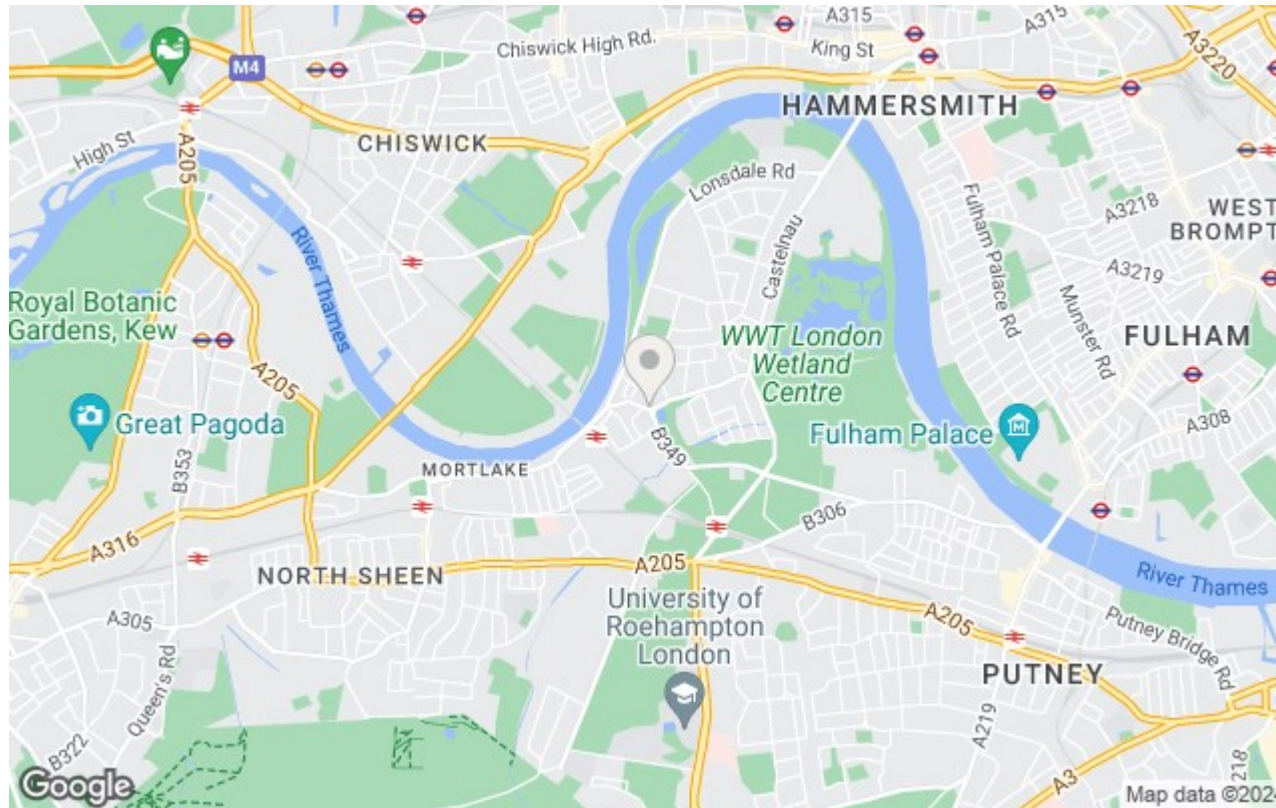 A315
A315
Chiswick High Rd.
King St
A3220
M4
HAMMERSMITH
CHISWICK
High St
A205
Lonsdale Rd
Fulham Palace Rd
A3218
WEST
BROMPT
Castelnau
A3219
River Thames
Munster Rd
Royal Botanic
Gardens, Kew
WWT London
Wetland
Centre
FULHAM
A205
Great Pagoda
Fulham Palace
A308
B353
B349
MORTLAKE
B306
A316
NORTH SHEEN
A205
River Thames
A305
University of
Roehampton
London
A205
Putney Bridge Rd
Queen's Rd
PUTNEY
A219
B322
A3
218
Google
Map data ©2024